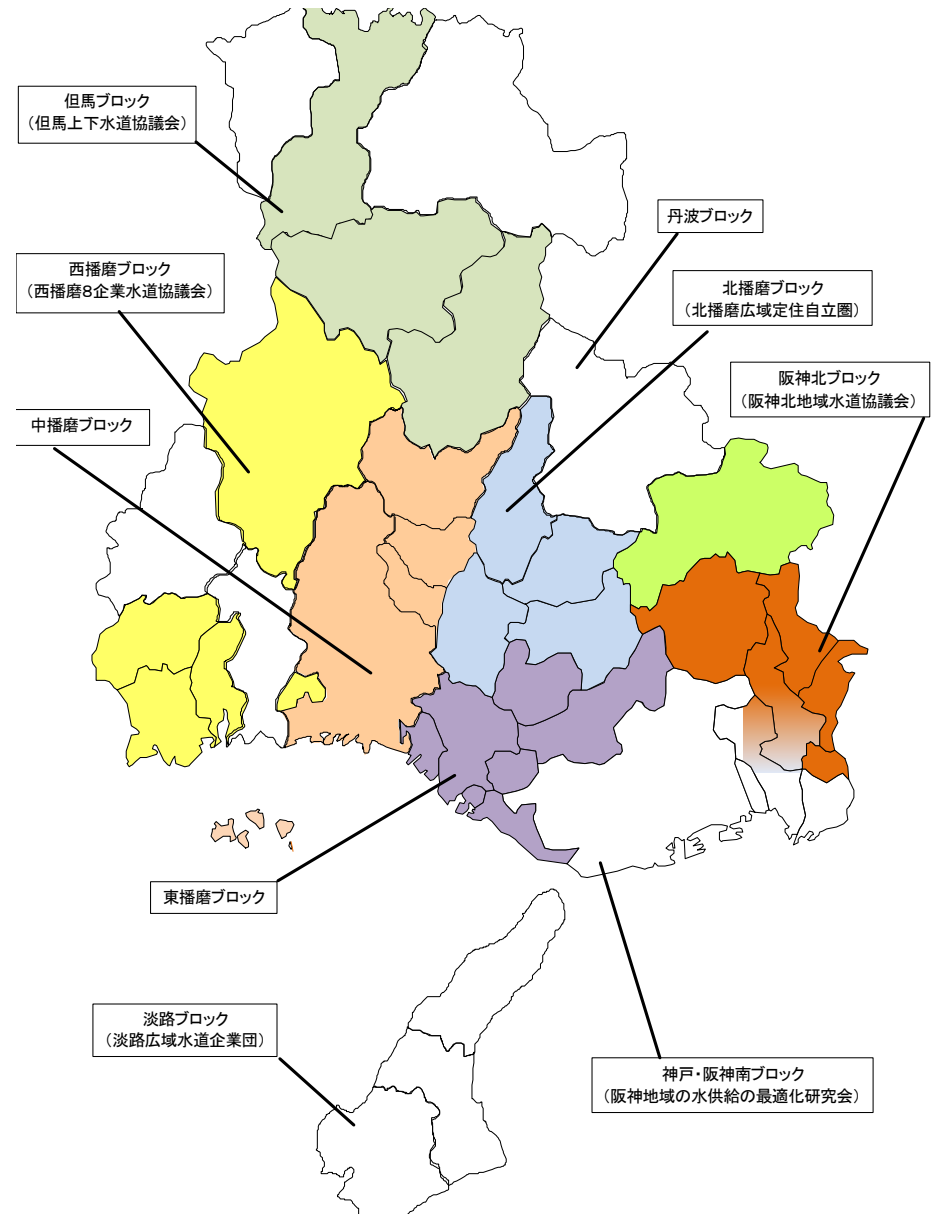 但馬ブロック
（但馬上下水道協議会）
丹波ブロック
西播磨ブロック
（西播磨８企業水道協議会）
北播磨ブロック
（北播磨広域定住自立圏）
阪神北ブロック
（阪神北地域水道協議会）
中播磨ブロック
東播磨ブロック
淡路ブロック
（淡路広域水道企業団）
神戸・阪神南ブロック
（阪神地域の水供給の最適化研究会）